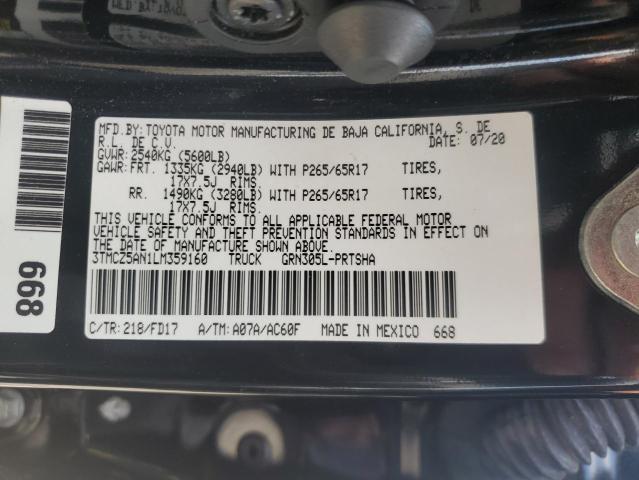 MFD.BY:TOYOTA MOTOR MANUFACTURING DE BAJA CALIFORNIA, S. DE
R.L. DE C.V. DATE: 07/20
GVWR: 2540KG (5600LB)
GAWR: FRT. 1335KG (2940LB) WITH P265/65R17 TIRES,
17X7.5J RIMS.
RR. 1490KG (3280LB) WITH P265/65R17 TIRES,
17X7.5J RIMS.
THIS VEHICLE CONFORMS TO ALL APPLICABLE FEDERAL MOTOR
VEHICLE SAFETY AND THEFT PREVENTION STANDARDS IN EFFECT ON
THE DATE OF MANUFACTURE SHOWN ABOVE.
3TMCZ5AN1LM359160 TRUCK GRN305L-PRTSHA
C/TR: 218/FD17 A/TM: A07A/AC60F MADE IN MEXICO 668
899